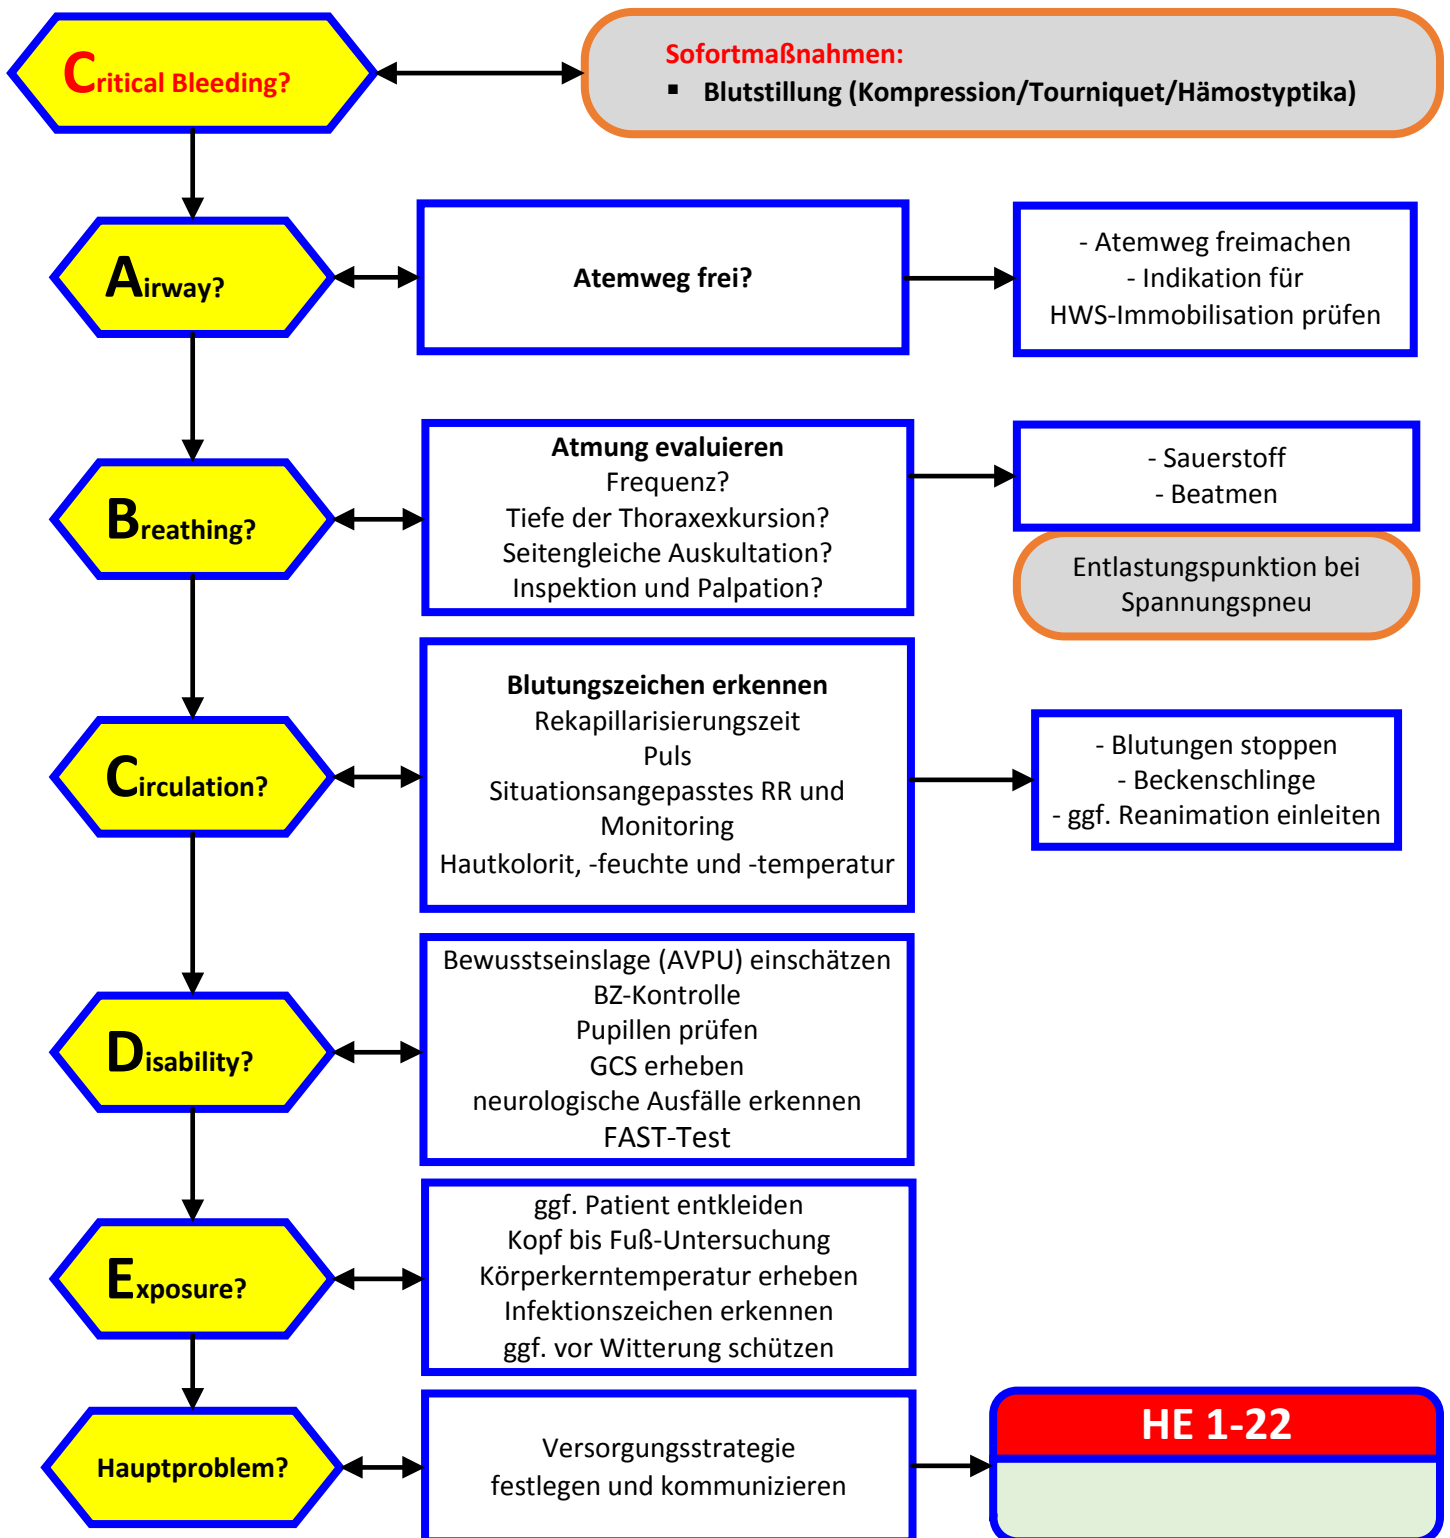 Critical Bleeding?
Sofortmaßnahmen:
▪ Blutstillung (Kompression/Tourniquet/Hämostyptika)
Airway?
Atemweg frei?
- Atemweg freimachen
- Indikation für
HWS-Immobilisation prüfen
Breathing?
Atmung evaluieren
Frequenz?
Tiefe der Thoraxexkursion?
Seitengleiche Auskultation?
Inspektion und Palpation?
- Sauerstoff
- Beatmen
Entlastungspunktion bei
Spannungspneu
Circulation?
Blutungszeichen erkennen
Rekapillarisierungszeit
Puls
Situationsangepasstes RR und
Monitoring
Hautkolorit, -feuchte und -temperatur
- Blutungen stoppen
- Beckenschlinge
- ggf. Reanimation einleiten
Disability?
Bewusstseinslage (AVPU) einschätzen
BZ-Kontrolle
Pupillen prüfen
GCS erheben
neurologische Ausfälle erkennen
FAST-Test
Exposure?
ggf. Patient entkleiden
Kopf bis Fuß-Untersuchung
Körperkerntemperatur erheben
Infektionszeichen erkennen
ggf. vor Witterung schützen
Hauptproblem?
Versorgungsstrategie
festlegen und kommunizieren
HE 1-22